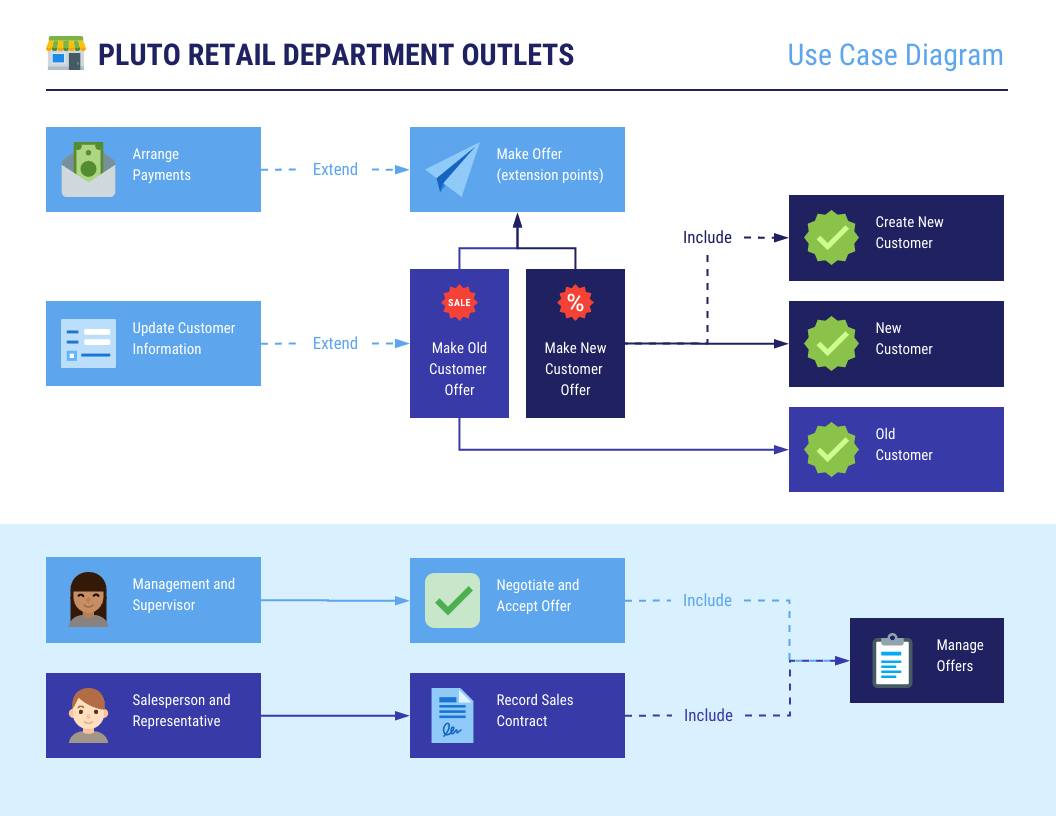 PLUTO RETAIL DEPARTMENT OUTLETS
Use Case Diagram
Arrange
Payments
Extend
Make Offer
(extension points)
Include
Create New
Customer
Update Customer
Information
Extend
SALE
Make Old
Customer
Offer
%
Make New
Customer
Offer
New
Customer
Old
Customer
Management and
Supervisor
Negotiate and
Accept Offer
Include
Manage
Offers
Salesperson and
Representative
Record Sales
Contract
Include